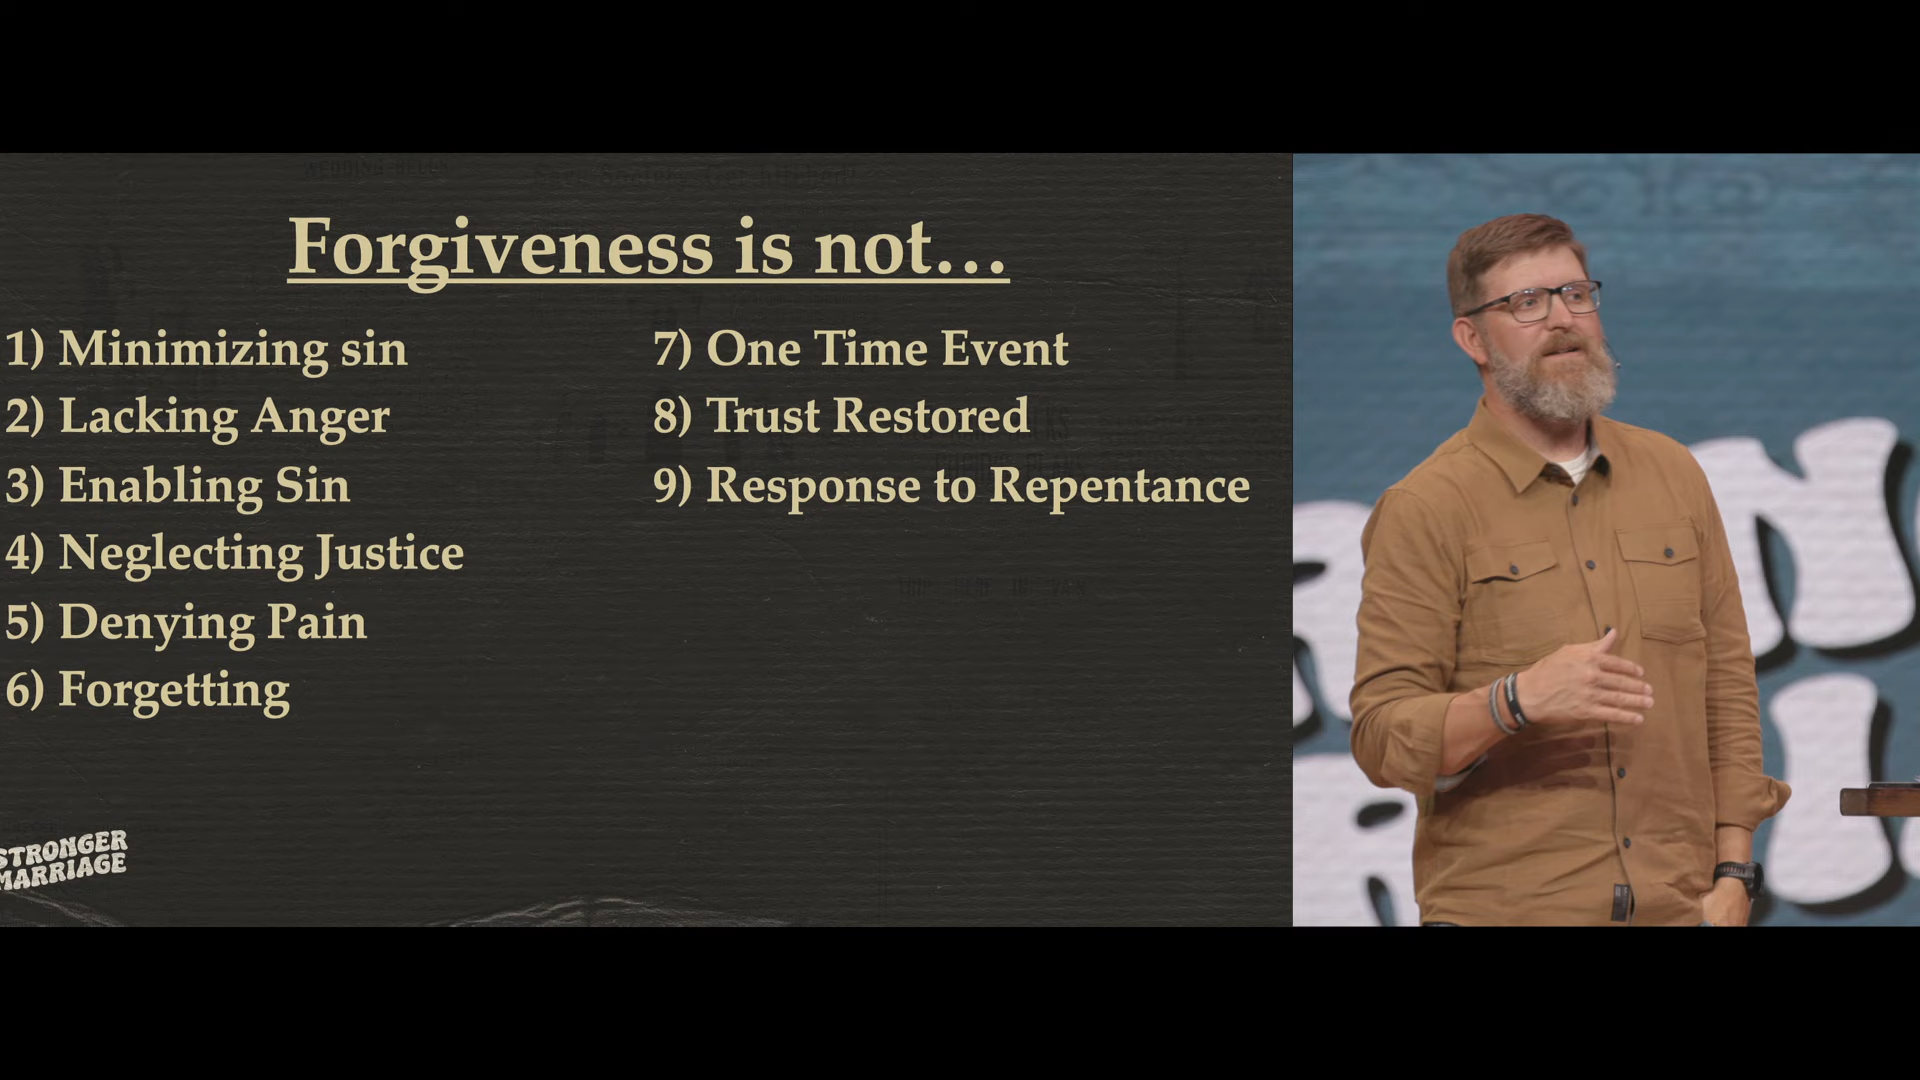 Forgiveness is not...
1) Minimizing sin
2) Lacking Anger
3) Enabling Sin
4) Neglecting Justice
5) Denying Pain
6) Forgetting
7) One Time Event
8) Trust Restored
9) Response to Repentance
STRONGER
MARRIAGE